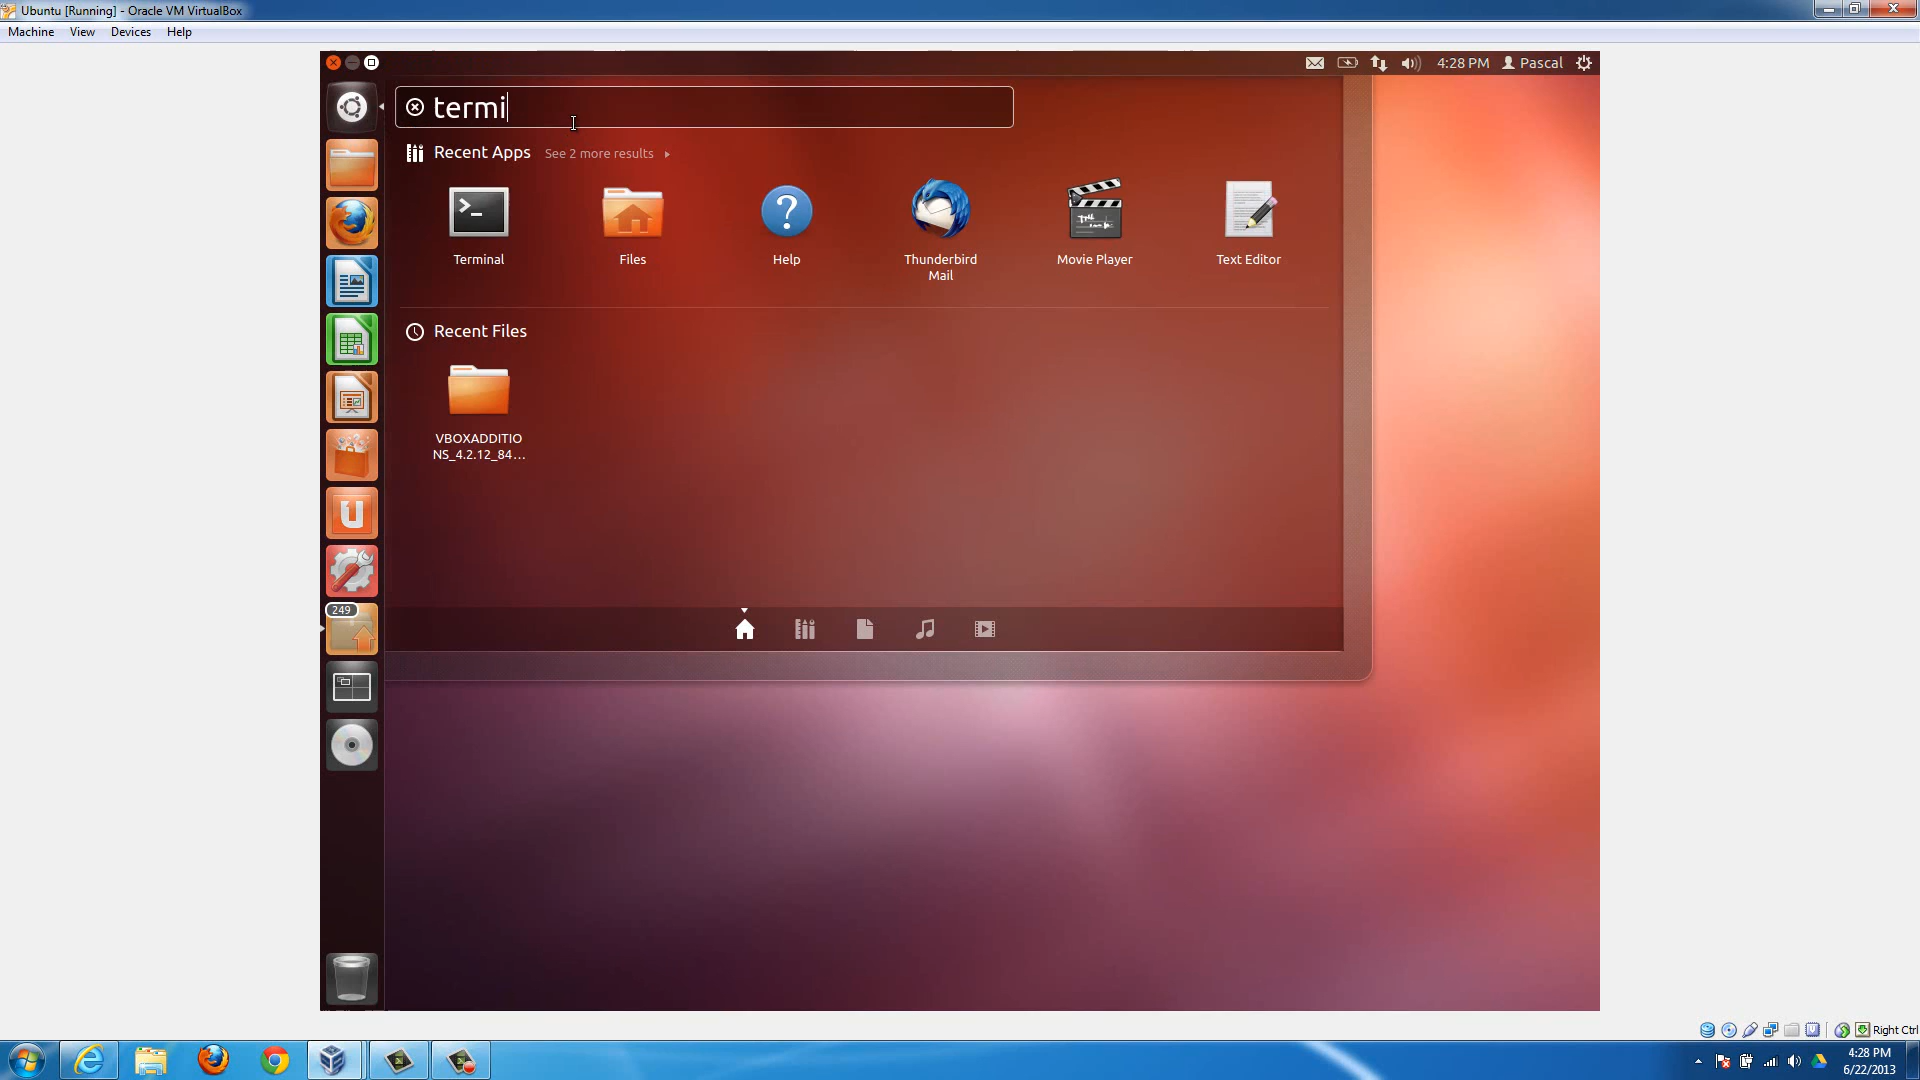 Ubuntu [Running] - Oracle VM VirtualBox
Machine View Devices Help
4:28 PM Pascal
termi
Recent Apps See 2 more results
Terminal Files Help Thunderbird Mail Movie Player Text Editor
Recent Files
VBOXADDITIO
NS_4.2.12_84...
249
Right Ctrl
4:28 PM
6/22/2013